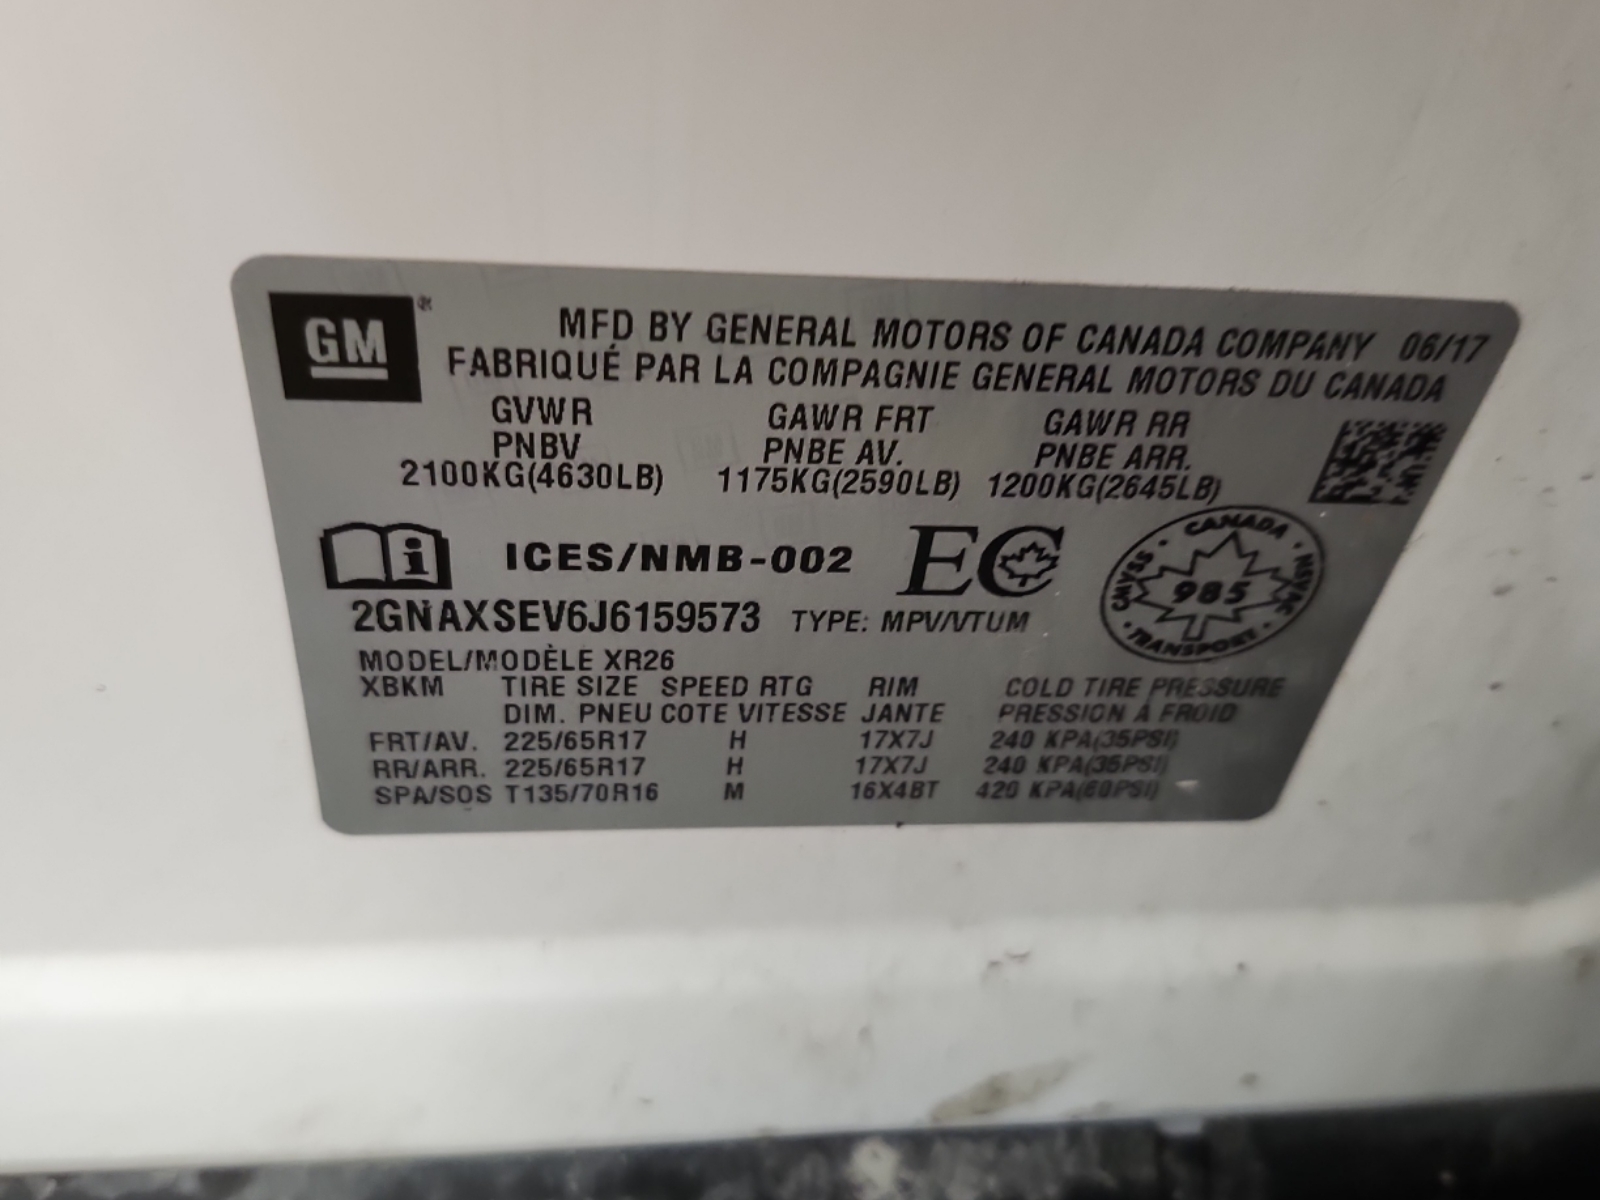 GM
MFD BY GENERAL MOTORS OF CANADA COMPANY 06/17
FABRIQUÉ PAR LA COMPAGNIE GENERAL MOTORS DU CANADA
GVWR GAWR FRT GAWR RR
PNBV PNBE AV. PNBE ARR.
2100KG(4630LB) 1175KG(2590LB) 1200KG(2645LB)
i ICES/NMB-002 EC
CANADA
CMVSS NSVAC
985
TRANSPORT
2GNAXSEV6J6159573 TYPE: MPV/VTUM
MODEL/MODÈLE XR26
XBKM TIRE SIZE SPEED RTG RIM COLD TIRE PRESSURE
DIM. PNEU COTE VITESSE JANTE PRESSION À FROID
FRT/AV. 225/65R17 H 17X7J 240 KPA(35PSI)
RR/ARR. 225/65R17 H 17X7J 240 KPA(35PSI)
SPA/SOS T135/70R16 M 16X4BT 420 KPA(60PSI)